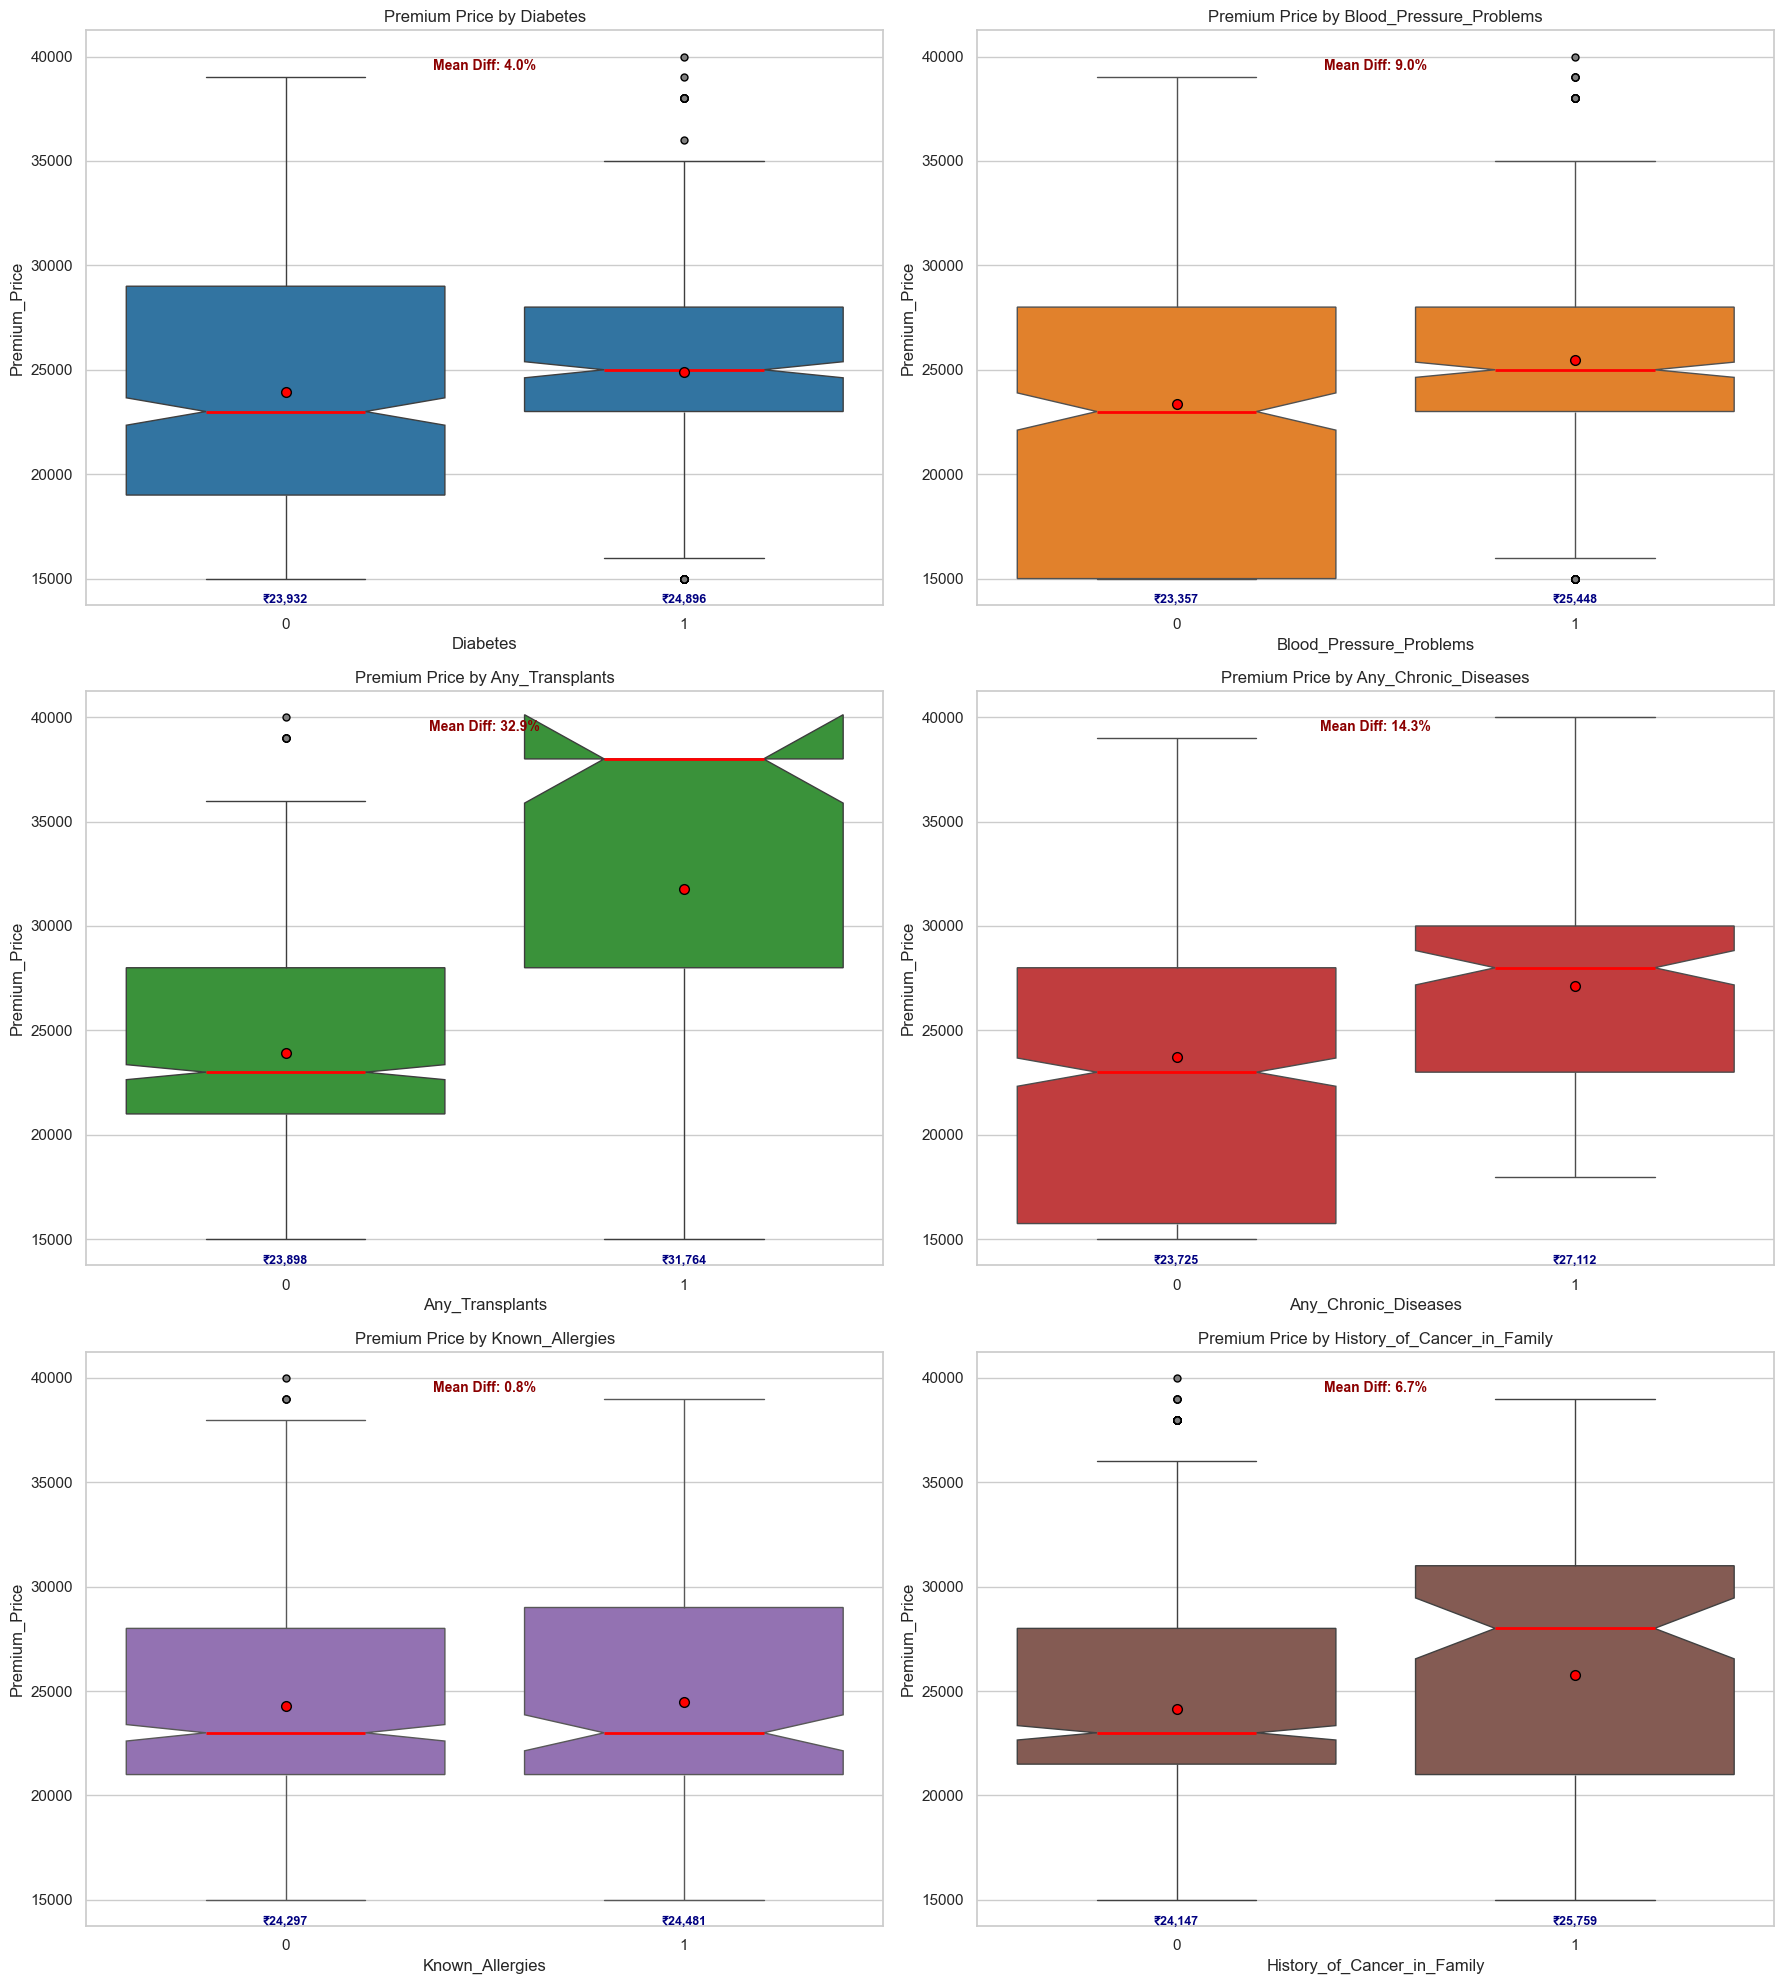 Premium Price by Diabetes
Mean Diff: 4.0%
40000
35000
30000
25000
20000
15000
Premium_Price
₹23,932
₹24,896
0
1
Diabetes
Premium Price by Blood_Pressure_Problems
Mean Diff: 9.0%
40000
35000
30000
25000
20000
15000
Premium_Price
₹23,357
₹25,448
0
1
Blood_Pressure_Problems
Premium Price by Any_Transplants
Mean Diff: 32.9%
40000
35000
30000
25000
20000
15000
Premium_Price
₹23,898
₹31,764
0
1
Any_Transplants
Premium Price by Any_Chronic_Diseases
Mean Diff: 14.3%
40000
35000
30000
25000
20000
15000
Premium_Price
₹23,725
₹27,112
0
1
Any_Chronic_Diseases
Premium Price by Known_Allergies
Mean Diff: 0.8%
40000
35000
30000
25000
20000
15000
Premium_Price
₹24,297
₹24,481
0
1
Known_Allergies
Premium Price by History_of_Cancer_in_Family
Mean Diff: 6.7%
40000
35000
30000
25000
20000
15000
Premium_Price
₹24,147
₹25,759
0
1
History_of_Cancer_in_Family